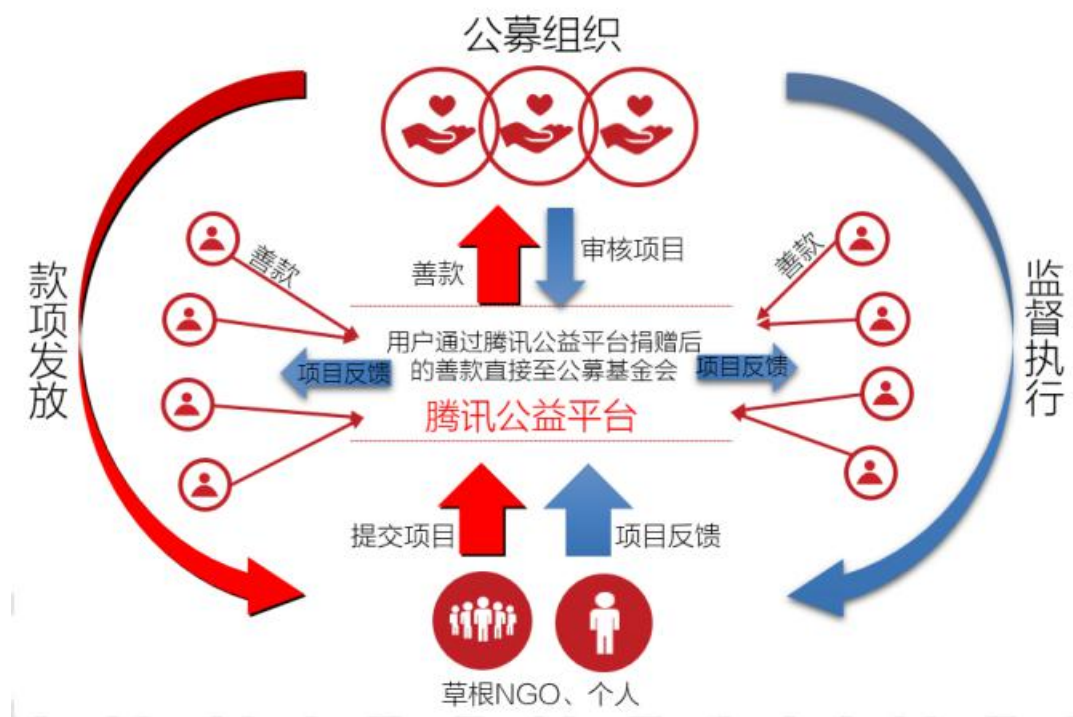 公募组织
善款
审核项目
善款
善款
款项发放
监督执行
用户通过腾讯公益平台捐赠后
的善款直接至公募基金会
项目反馈
项目反馈
腾讯公益平台
提交项目
项目反馈
草根NGO、个人